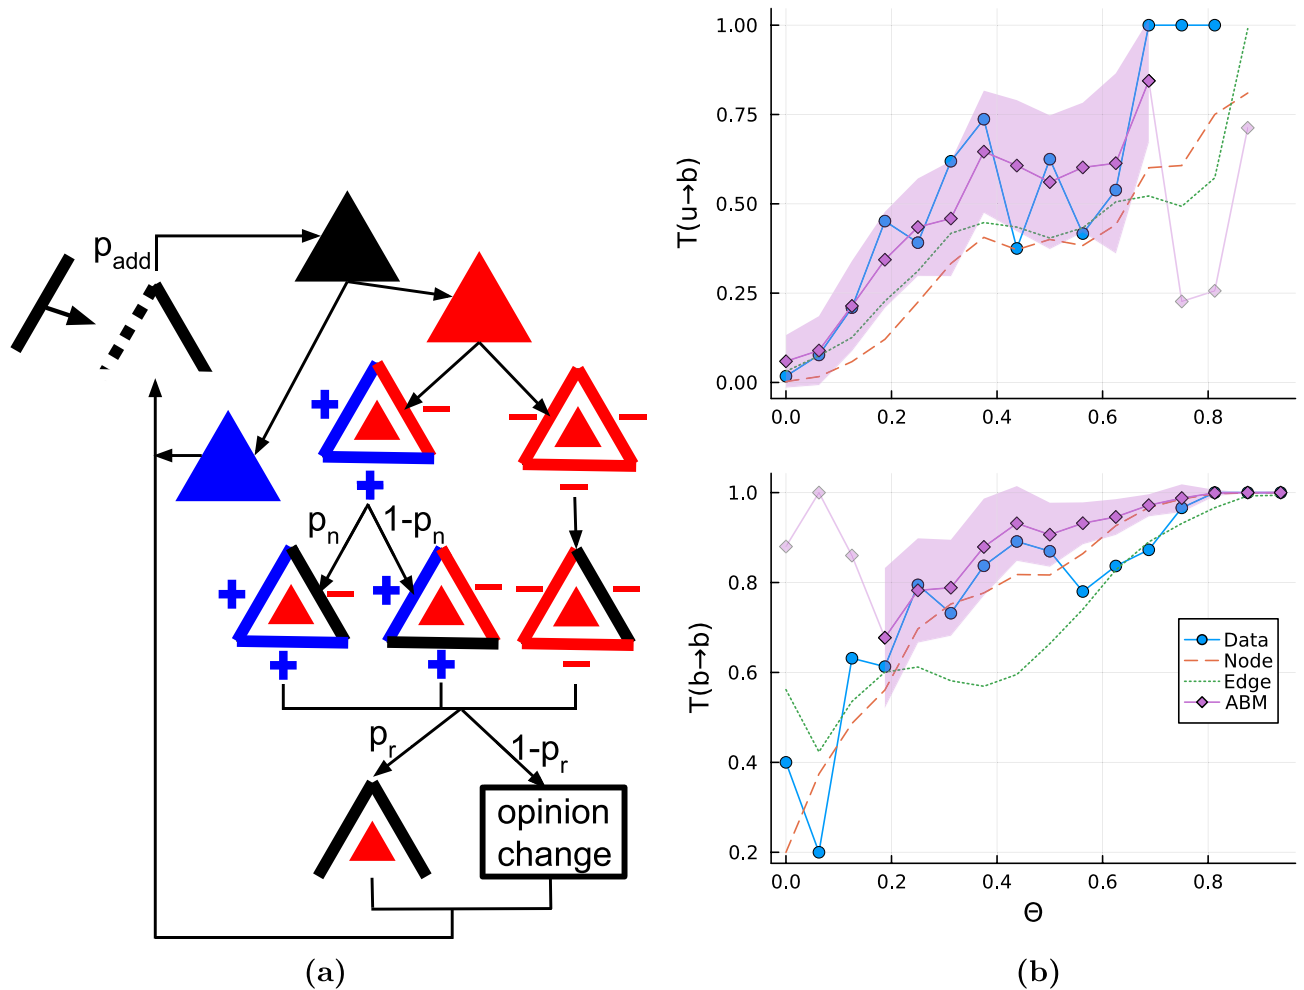 p_add
+
−
+
−
−
−
p_n
1-p_n
+
−
+
+
−
+
−
−
−
p_r
1-p_r
opinion
change
(a)
1.00
0.75
0.50
0.25
0.00
T(u→b)
0.0
0.2
0.4
0.6
0.8
1.0
0.8
0.6
0.4
0.2
T(b→b)
Data
Node
Edge
ABM
0.0
0.2
0.4
0.6
0.8
Θ
(b)